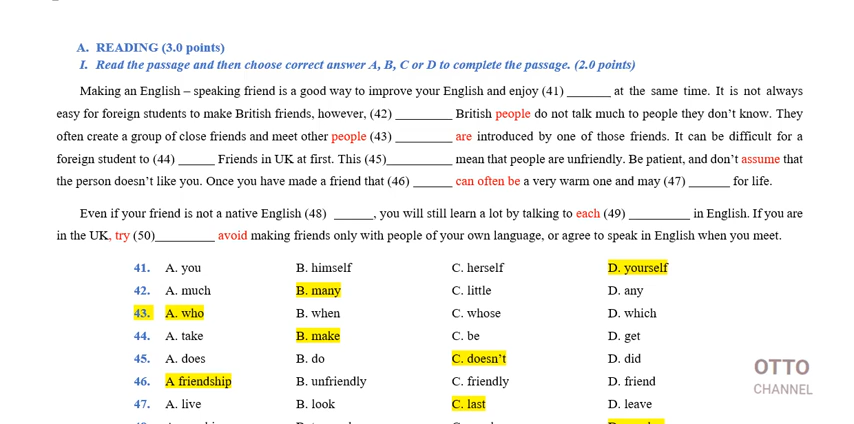 A. READING (3.0 points)
I. Read the passage and then choose correct answer A, B, C or D to complete the passage. (2.0 points)
Making an English – speaking friend is a good way to improve your English and enjoy (41) _______ at the same time. It is not always
easy for foreign students to make British friends, however, (42) _________ British people do not talk much to people they don’t know. They
often create a group of close friends and meet other people (43) _________ are introduced by one of those friends. It can be difficult for a
foreign student to (44) ______ Friends in UK at first. This (45)___________ mean that people are unfriendly. Be patient, and don’t assume that
the person doesn’t like you. Once you have made a friend that (46) ______ can often be a very warm one and may (47) _______ for life.
Even if your friend is not a native English (48) ______, you will still learn a lot by talking to each (49) __________ in English. If you are
in the UK, try (50)__________ avoid making friends only with people of your own language, or agree to speak in English when you meet.
41. A. you B. himself C. herself D. yourself
42. A. much B. many C. little D. any
43. A. who B. when C. whose D. which
44. A. take B. make C. be D. get
45. A. does B. do C. doesn’t D. did
46. A friendship B. unfriendly C. friendly D. friend
47. A. live B. look C. last D. leave
OTTO
CHANNEL